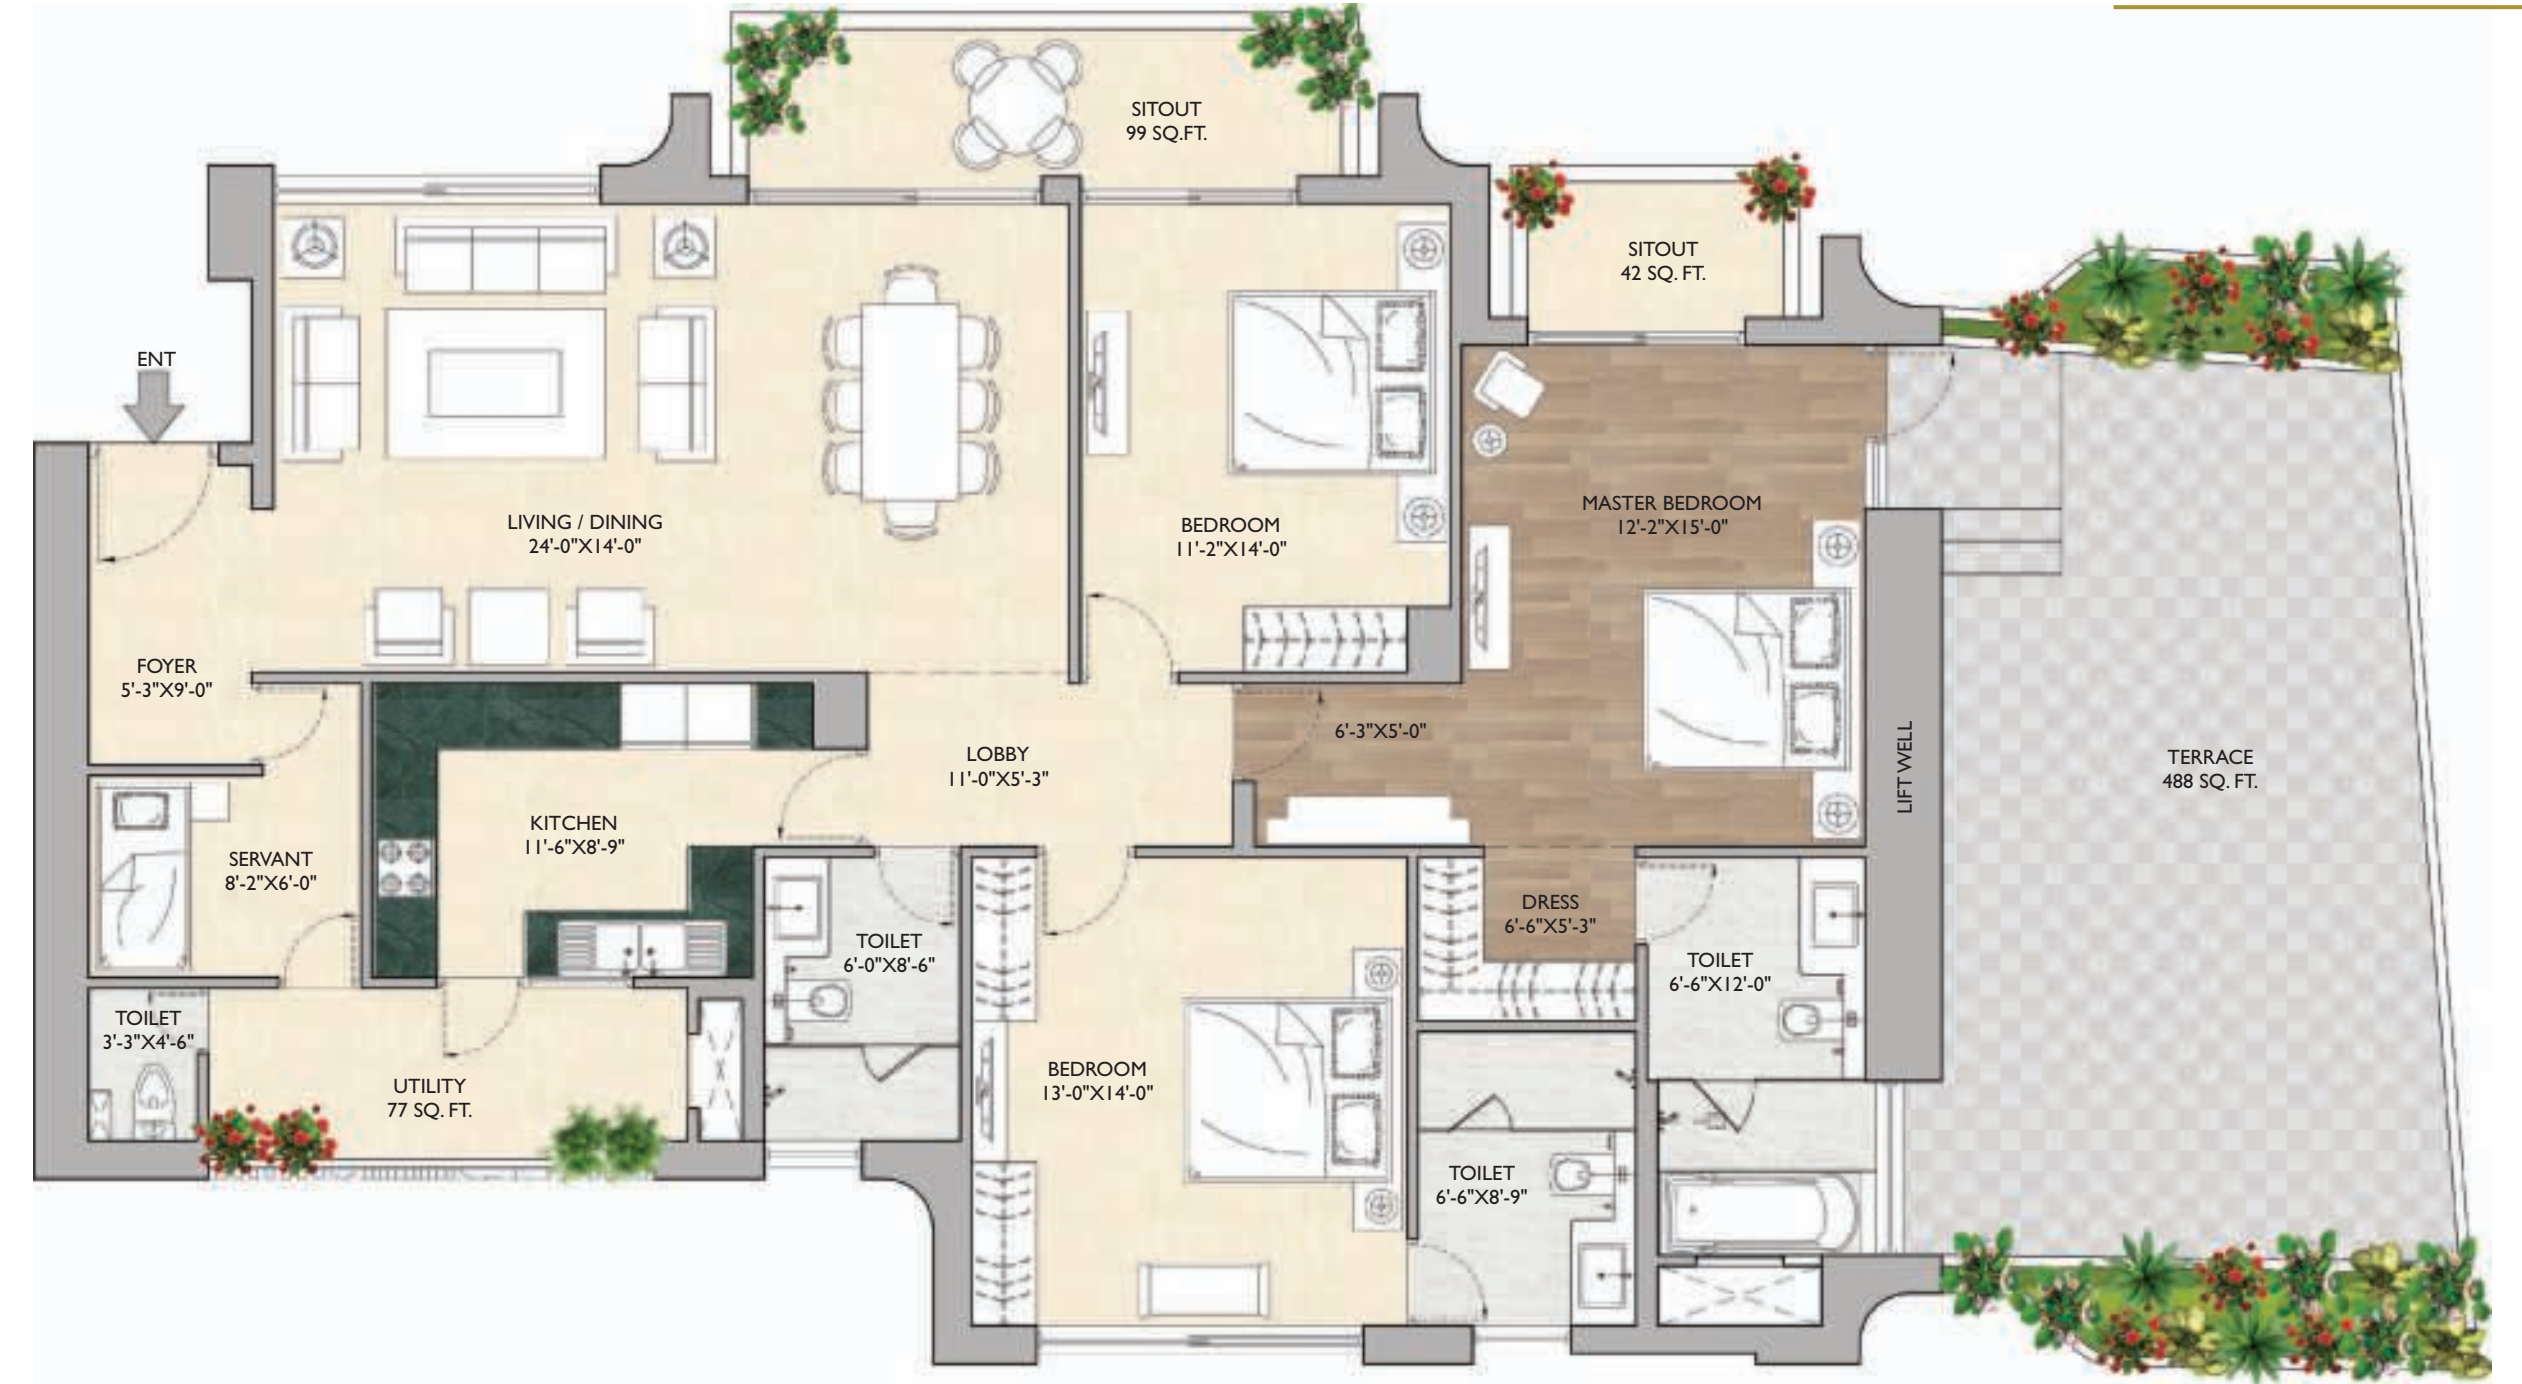 SITOUT
99 SQ.FT.
SITOUT
42 SQ. FT.
ENT
LIVING / DINING
24'-0"X14'-0"
BEDROOM
11'-2"X14'-0"
MASTER BEDROOM
12'-2"X15'-0"
FOYER
5'-3"X9'-0"
6'-3"X5'-0"
LOBBY
11'-0"X5'-3"
LIFT WELL
TERRACE
488 SQ. FT.
KITCHEN
11'-6"X8'-9"
SERVANT
8'-2"X6'-0"
DRESS
6'-6"X5'-3"
TOILET
6'-0"X8'-6"
TOILET
6'-6"X12'-0"
TOILET
3'-3"X4'-6"
UTILITY
77 SQ. FT.
BEDROOM
13'-0"X14'-0"
TOILET
6'-6"X8'-9"